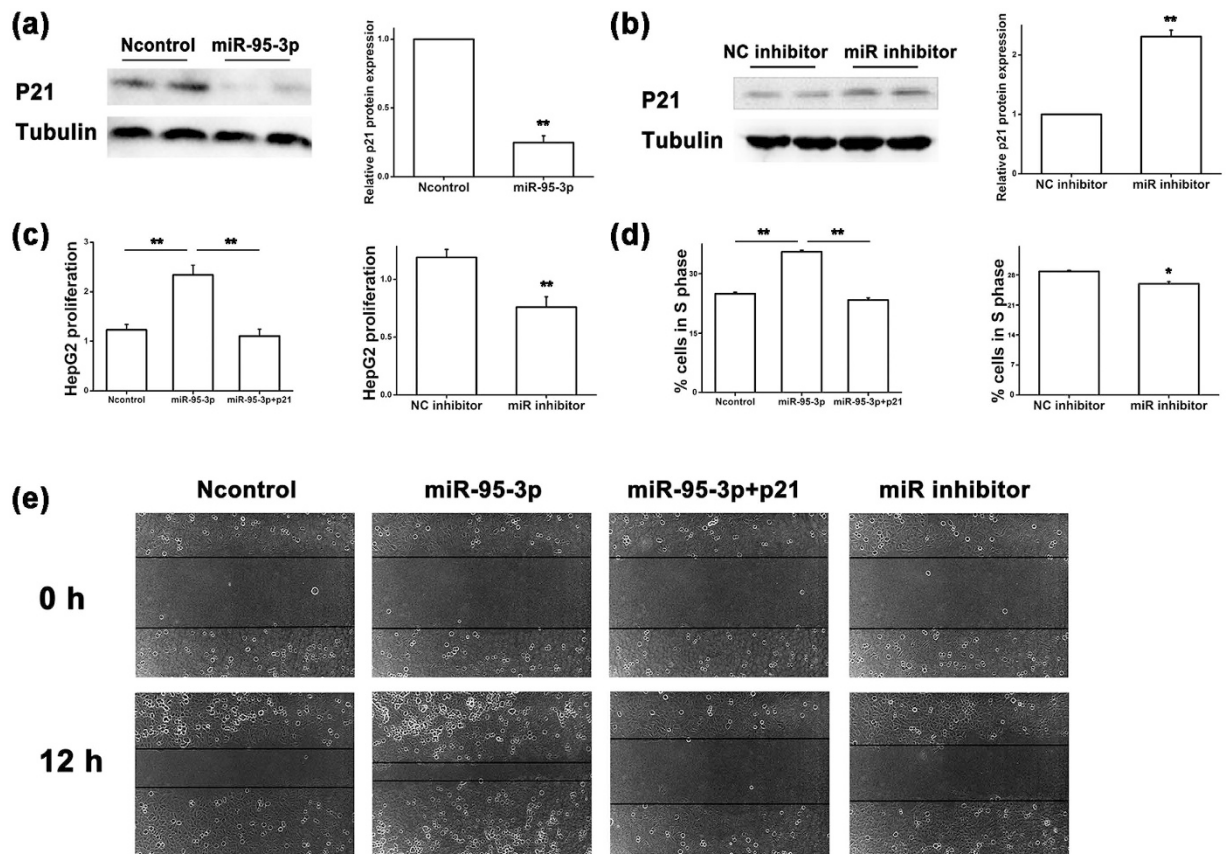 (a)
Ncontrol miR-95-3p
P21
Tubulin
Relative p21 protein expression
1.0
0.5
0.0
**
Ncontrol miR-95-3p
(b)
NC inhibitor miR inhibitor
P21
Tubulin
Relative p21 protein expression
2
1
0
**
NC inhibitor miR inhibitor
(c)
HepG2 proliferation
3
2
1
0
** **
Ncontrol miR-95-3p miR-95-3p+p21
HepG2 proliferation
1.0
0.5
0.0
**
NC inhibitor miR inhibitor
(d)
% cells in S phase
30
15
0
** **
Ncontrol miR-95-3p miR-95-3p+p21
% cells in S phase
28
21
14
7
0
*
NC inhibitor miR inhibitor
(e)
Ncontrol miR-95-3p miR-95-3p+p21 miR inhibitor
0 h
12 h